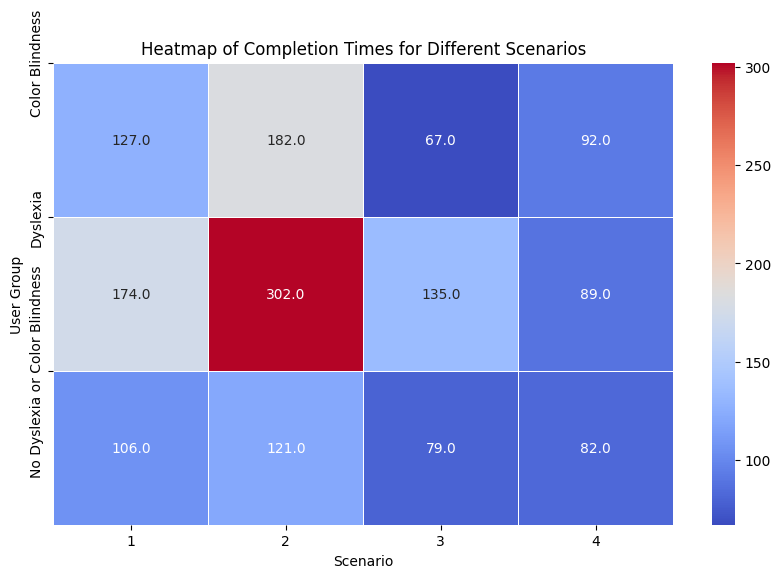 Heatmap of Completion Times for Different Scenarios
User Group
Color Blindness
127.0 182.0 67.0 92.0
Dyslexia
174.0 302.0 135.0 89.0
No Dyslexia or Color Blindness
106.0 121.0 79.0 82.0
1 2 3 4
Scenario
300
250
200
150
100